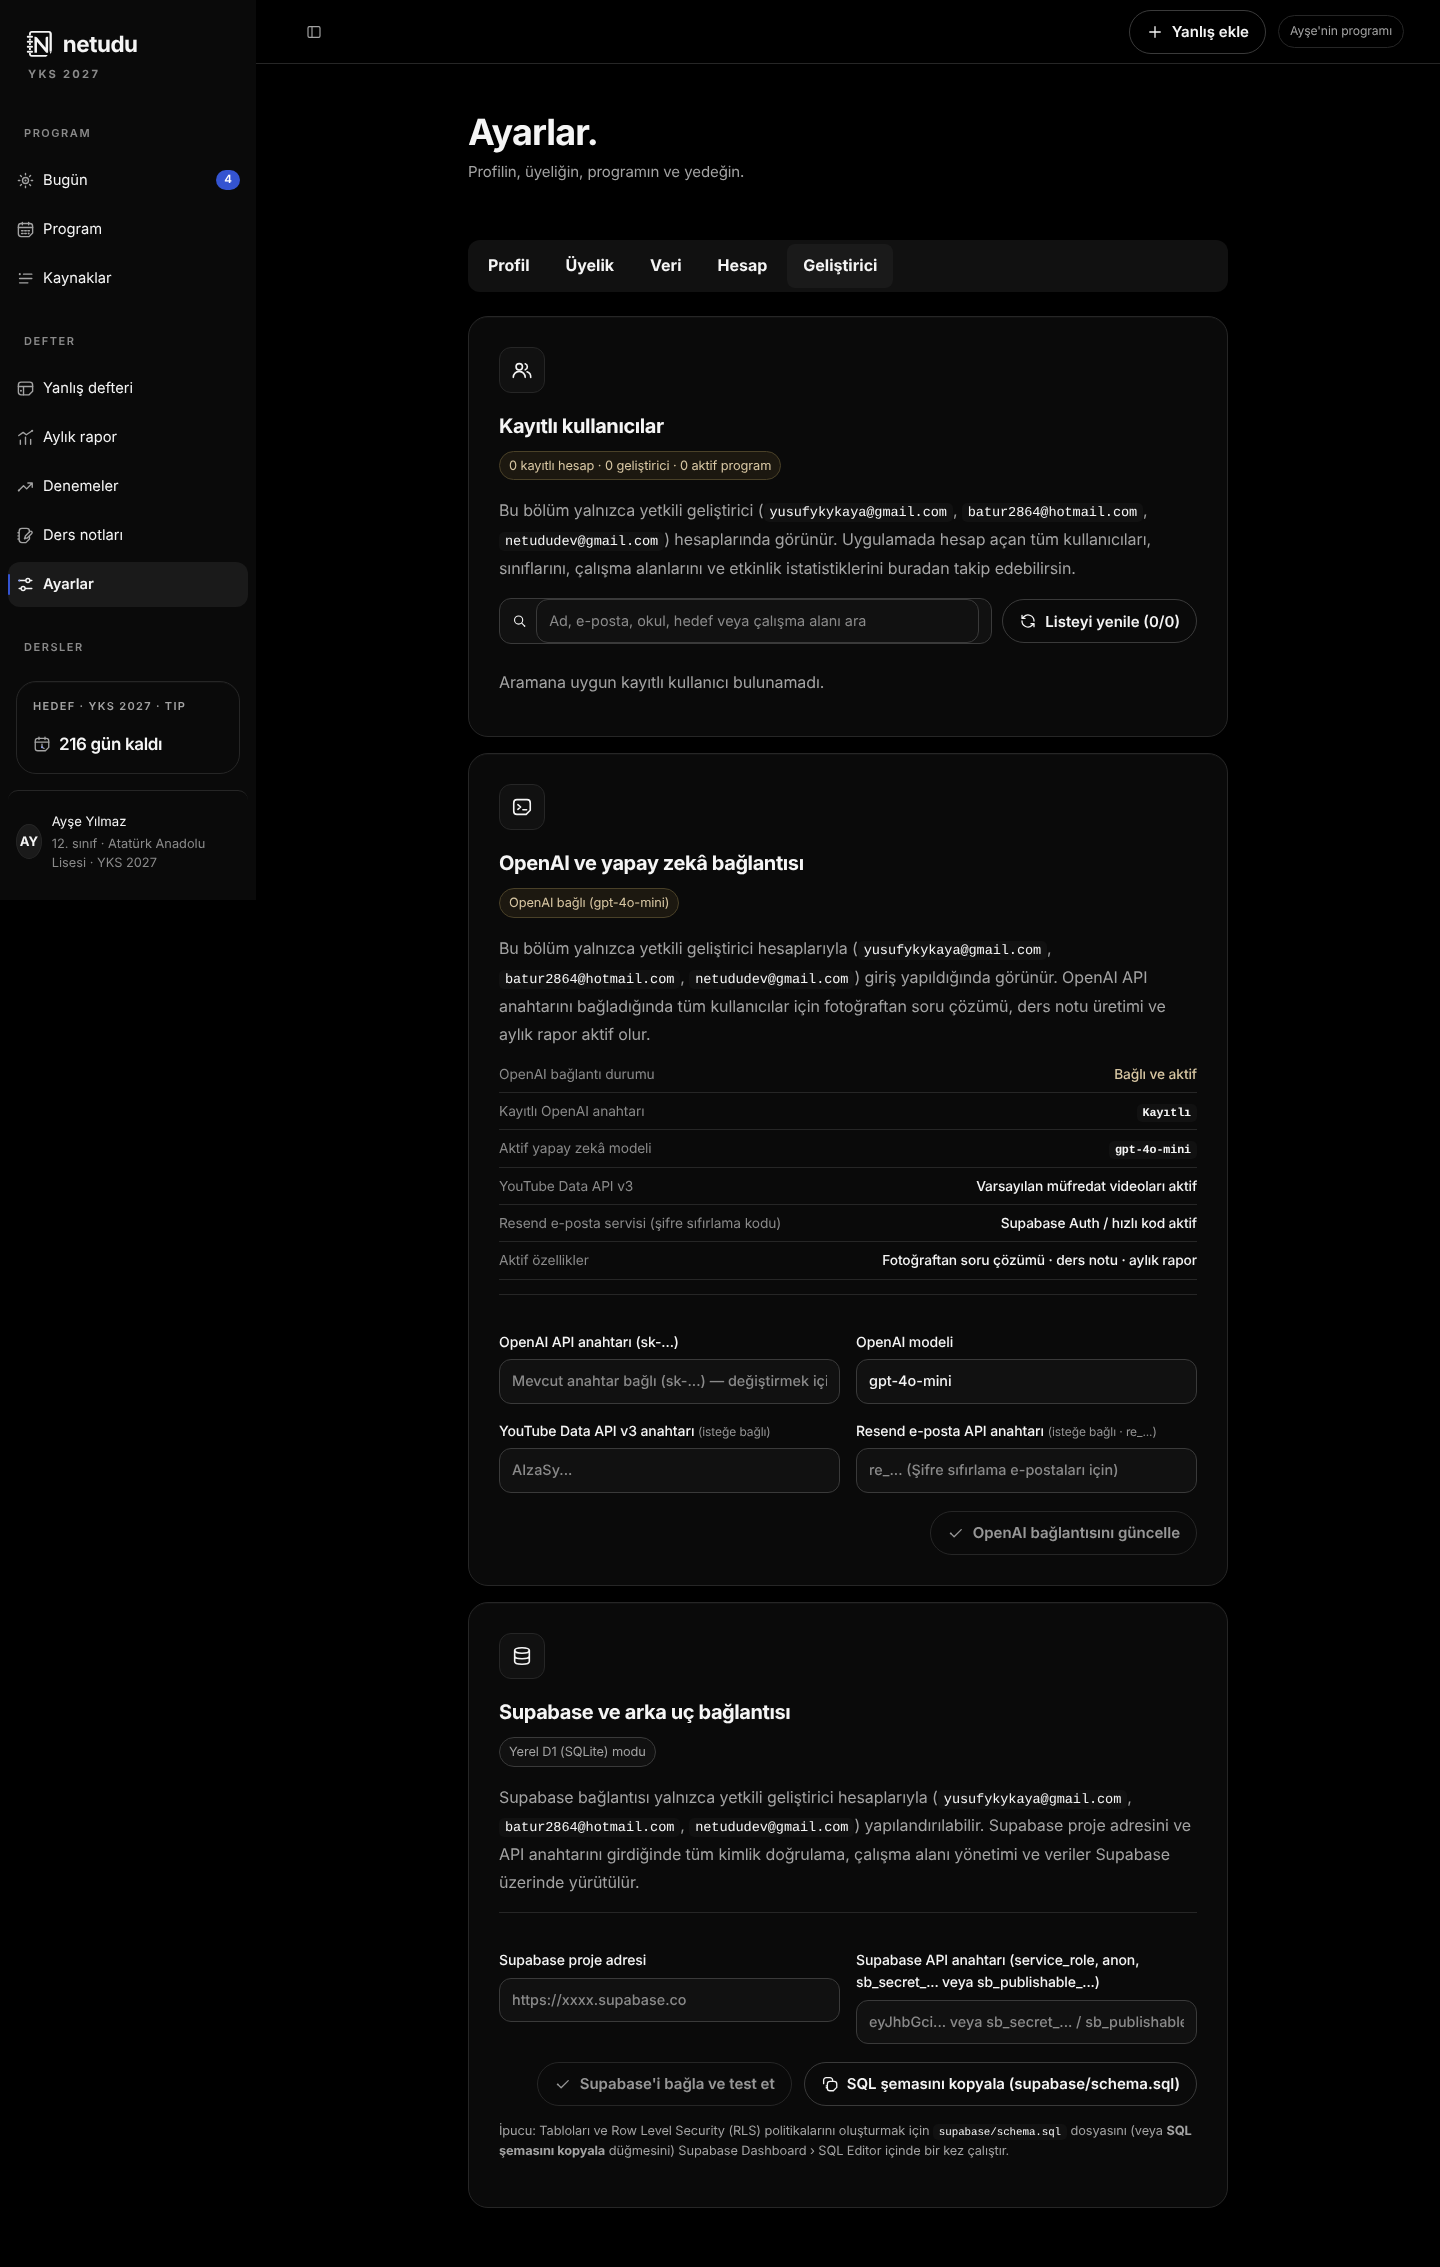 netudu
YKS 2027
PROGRAM
Bugün
4
Program
Kaynaklar
DEFTER
Yanlış defteri
Aylık rapor
Denemeler
Ders notları
Ayarlar
DERSLER
HEDEF · YKS 2027 · TIP
216 gün kaldı
AY
Ayşe Yılmaz
12. sınıf · Atatürk Anadolu
Lisesi · YKS 2027
Yanlış ekle
Ayşe'nin programı
Ayarlar.
Profilin, üyeliğin, programın ve yedeğin.
Profil
Üyelik
Veri
Hesap
Geliştirici
Kayıtlı kullanıcılar
0 kayıtlı hesap · 0 geliştirici · 0 aktif program
Bu bölüm yalnızca yetkili geliştirici ( yusufykykaya@gmail.com , batur2864@hotmail.com ,
netududev@gmail.com ) hesaplarında görünür. Uygulamada hesap açan tüm kullanıcıları,
sınıflarını, çalışma alanlarını ve etkinlik istatistiklerini buradan takip edebilirsin.
Ad, e-posta, okul, hedef veya çalışma alanı ara
Listeyi yenile (0/0)
Aramana uygun kayıtlı kullanıcı bulunamadı.
OpenAI ve yapay zekâ bağlantısı
OpenAI bağlı (gpt-4o-mini)
Bu bölüm yalnızca yetkili geliştirici hesaplarıyla ( yusufykykaya@gmail.com ,
batur2864@hotmail.com , netududev@gmail.com ) giriş yapıldığında görünür. OpenAI API
anahtarını bağladığında tüm kullanıcılar için fotoğraftan soru çözümü, ders notu üretimi ve
aylık rapor aktif olur.
OpenAI bağlantı durumu
Bağlı ve aktif
Kayıtlı OpenAI anahtarı
Kayıtlı
Aktif yapay zekâ modeli
gpt-4o-mini
YouTube Data API v3
Varsayılan müfredat videoları aktif
Resend e-posta servisi (şifre sıfırlama kodu)
Supabase Auth / hızlı kod aktif
Aktif özellikler
Fotoğraftan soru çözümü · ders notu · aylık rapor
OpenAI API anahtarı (sk-...)
OpenAI modeli
Mevcut anahtar bağlı (sk-...) — değiştirmek içi
gpt-4o-mini
YouTube Data API v3 anahtarı (isteğe bağlı)
Resend e-posta API anahtarı (isteğe bağlı · re_...)
AIzaSy...
re_... (Şifre sıfırlama e-postaları için)
OpenAI bağlantısını güncelle
Supabase ve arka uç bağlantısı
Yerel D1 (SQLite) modu
Supabase bağlantısı yalnızca yetkili geliştirici hesaplarıyla ( yusufykykaya@gmail.com ,
batur2864@hotmail.com , netududev@gmail.com ) yapılandırılabilir. Supabase proje adresini ve
API anahtarını girdiğinde tüm kimlik doğrulama, çalışma alanı yönetimi ve veriler Supabase
üzerinde yürütülür.
Supabase proje adresi
Supabase API anahtarı (service_role, anon,
sb_secret_... veya sb_publishable_...)
https://xxxx.supabase.co
eyJhbGci... veya sb_secret_... / sb_publishable
Supabase'i bağla ve test et
SQL şemasını kopyala (supabase/schema.sql)
İpucu: Tabloları ve Row Level Security (RLS) politikalarını oluşturmak için supabase/schema.sql dosyasını (veya SQL
şemasını kopyala düğmesini) Supabase Dashboard › SQL Editor içinde bir kez çalıştır.